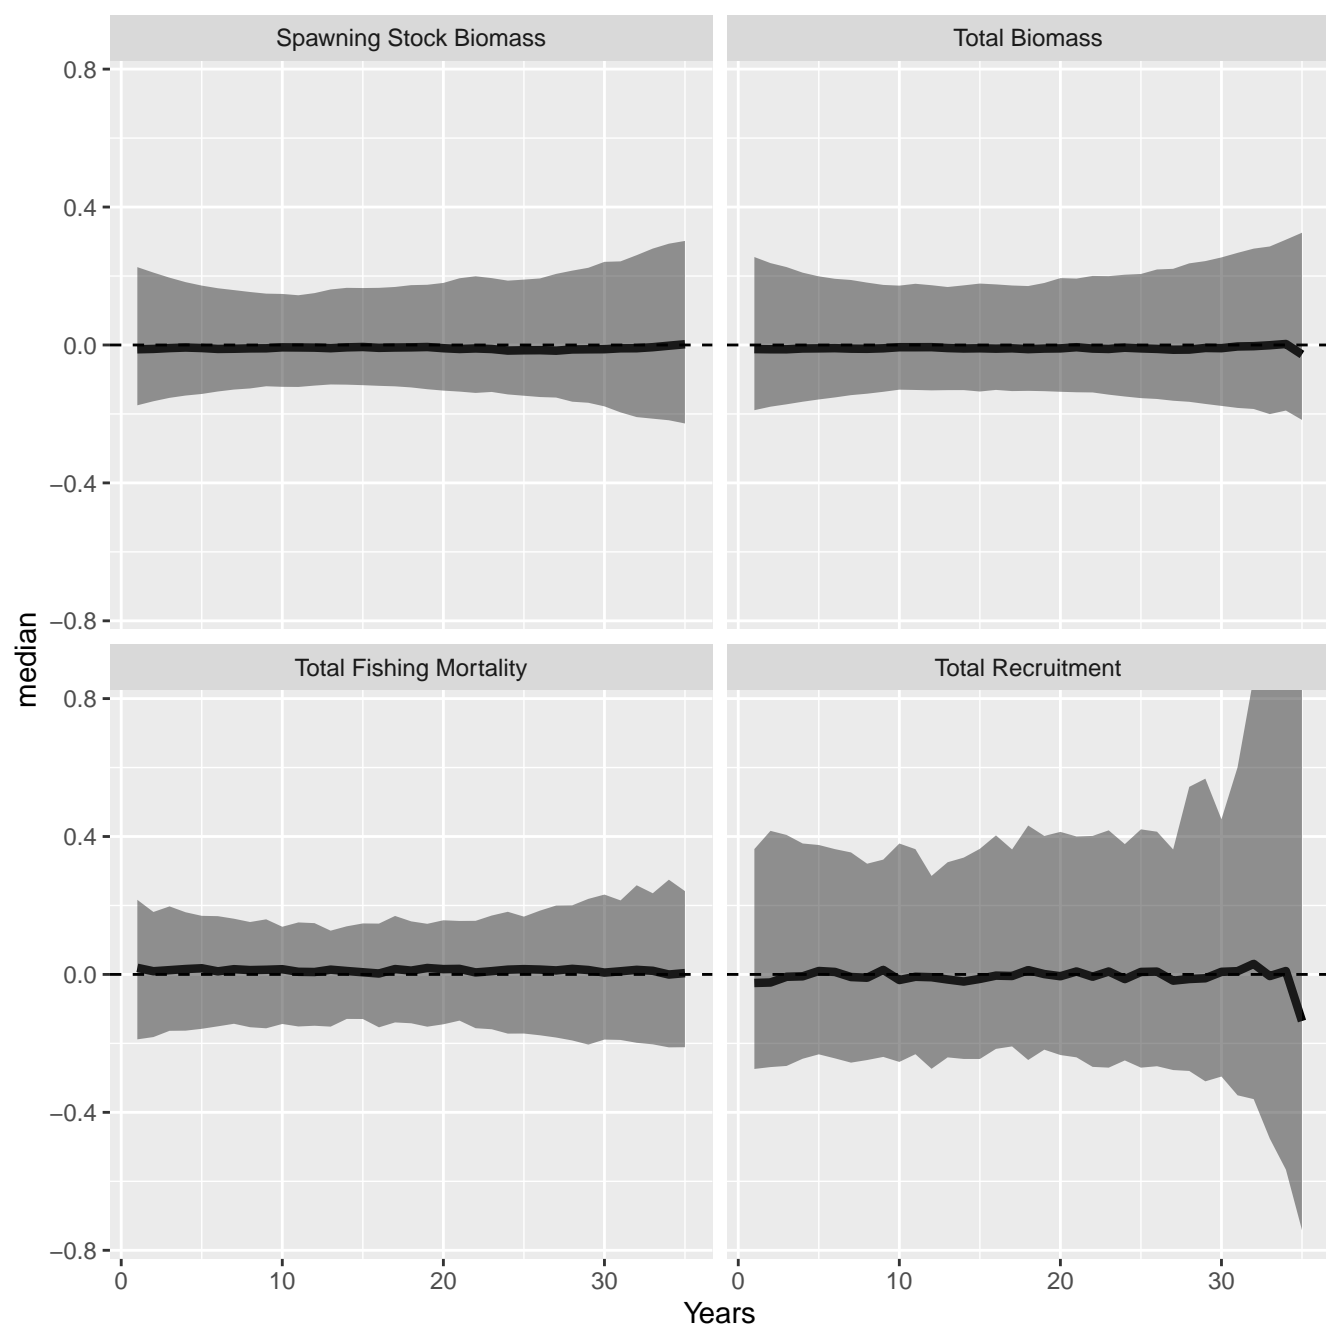 Spawning Stock Biomass
Total Biomass
0.8
0.4
0.0
−0.4
−0.8
median
Total Fishing Mortality
Total Recruitment
0.8
0.4
0.0
−0.4
−0.8
0 10 20 30
0 10 20 30
Years